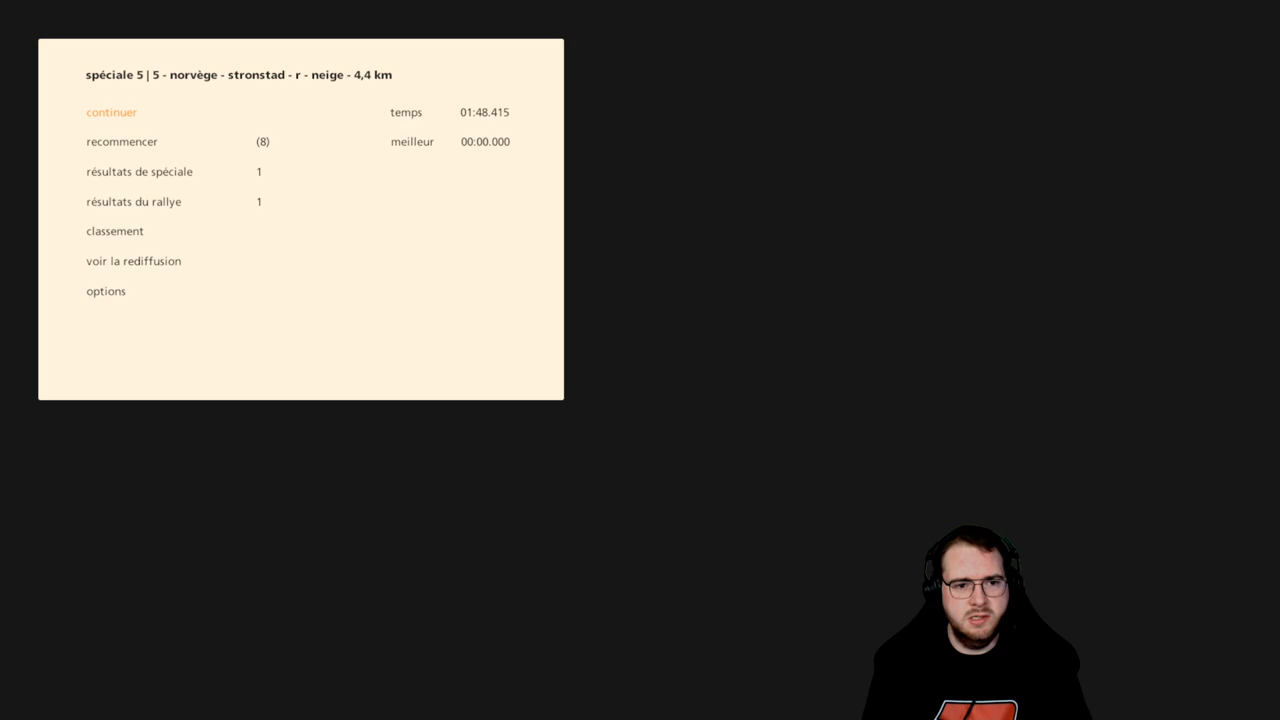 spéciale 5 | 5 - norvège - stronstad - r - neige - 4,4 km
continuer
temps 01:48.415
recommencer (8)
meilleur 00:00.000
résultats de spéciale 1
résultats du rallye 1
classement
voir la rediffusion
options